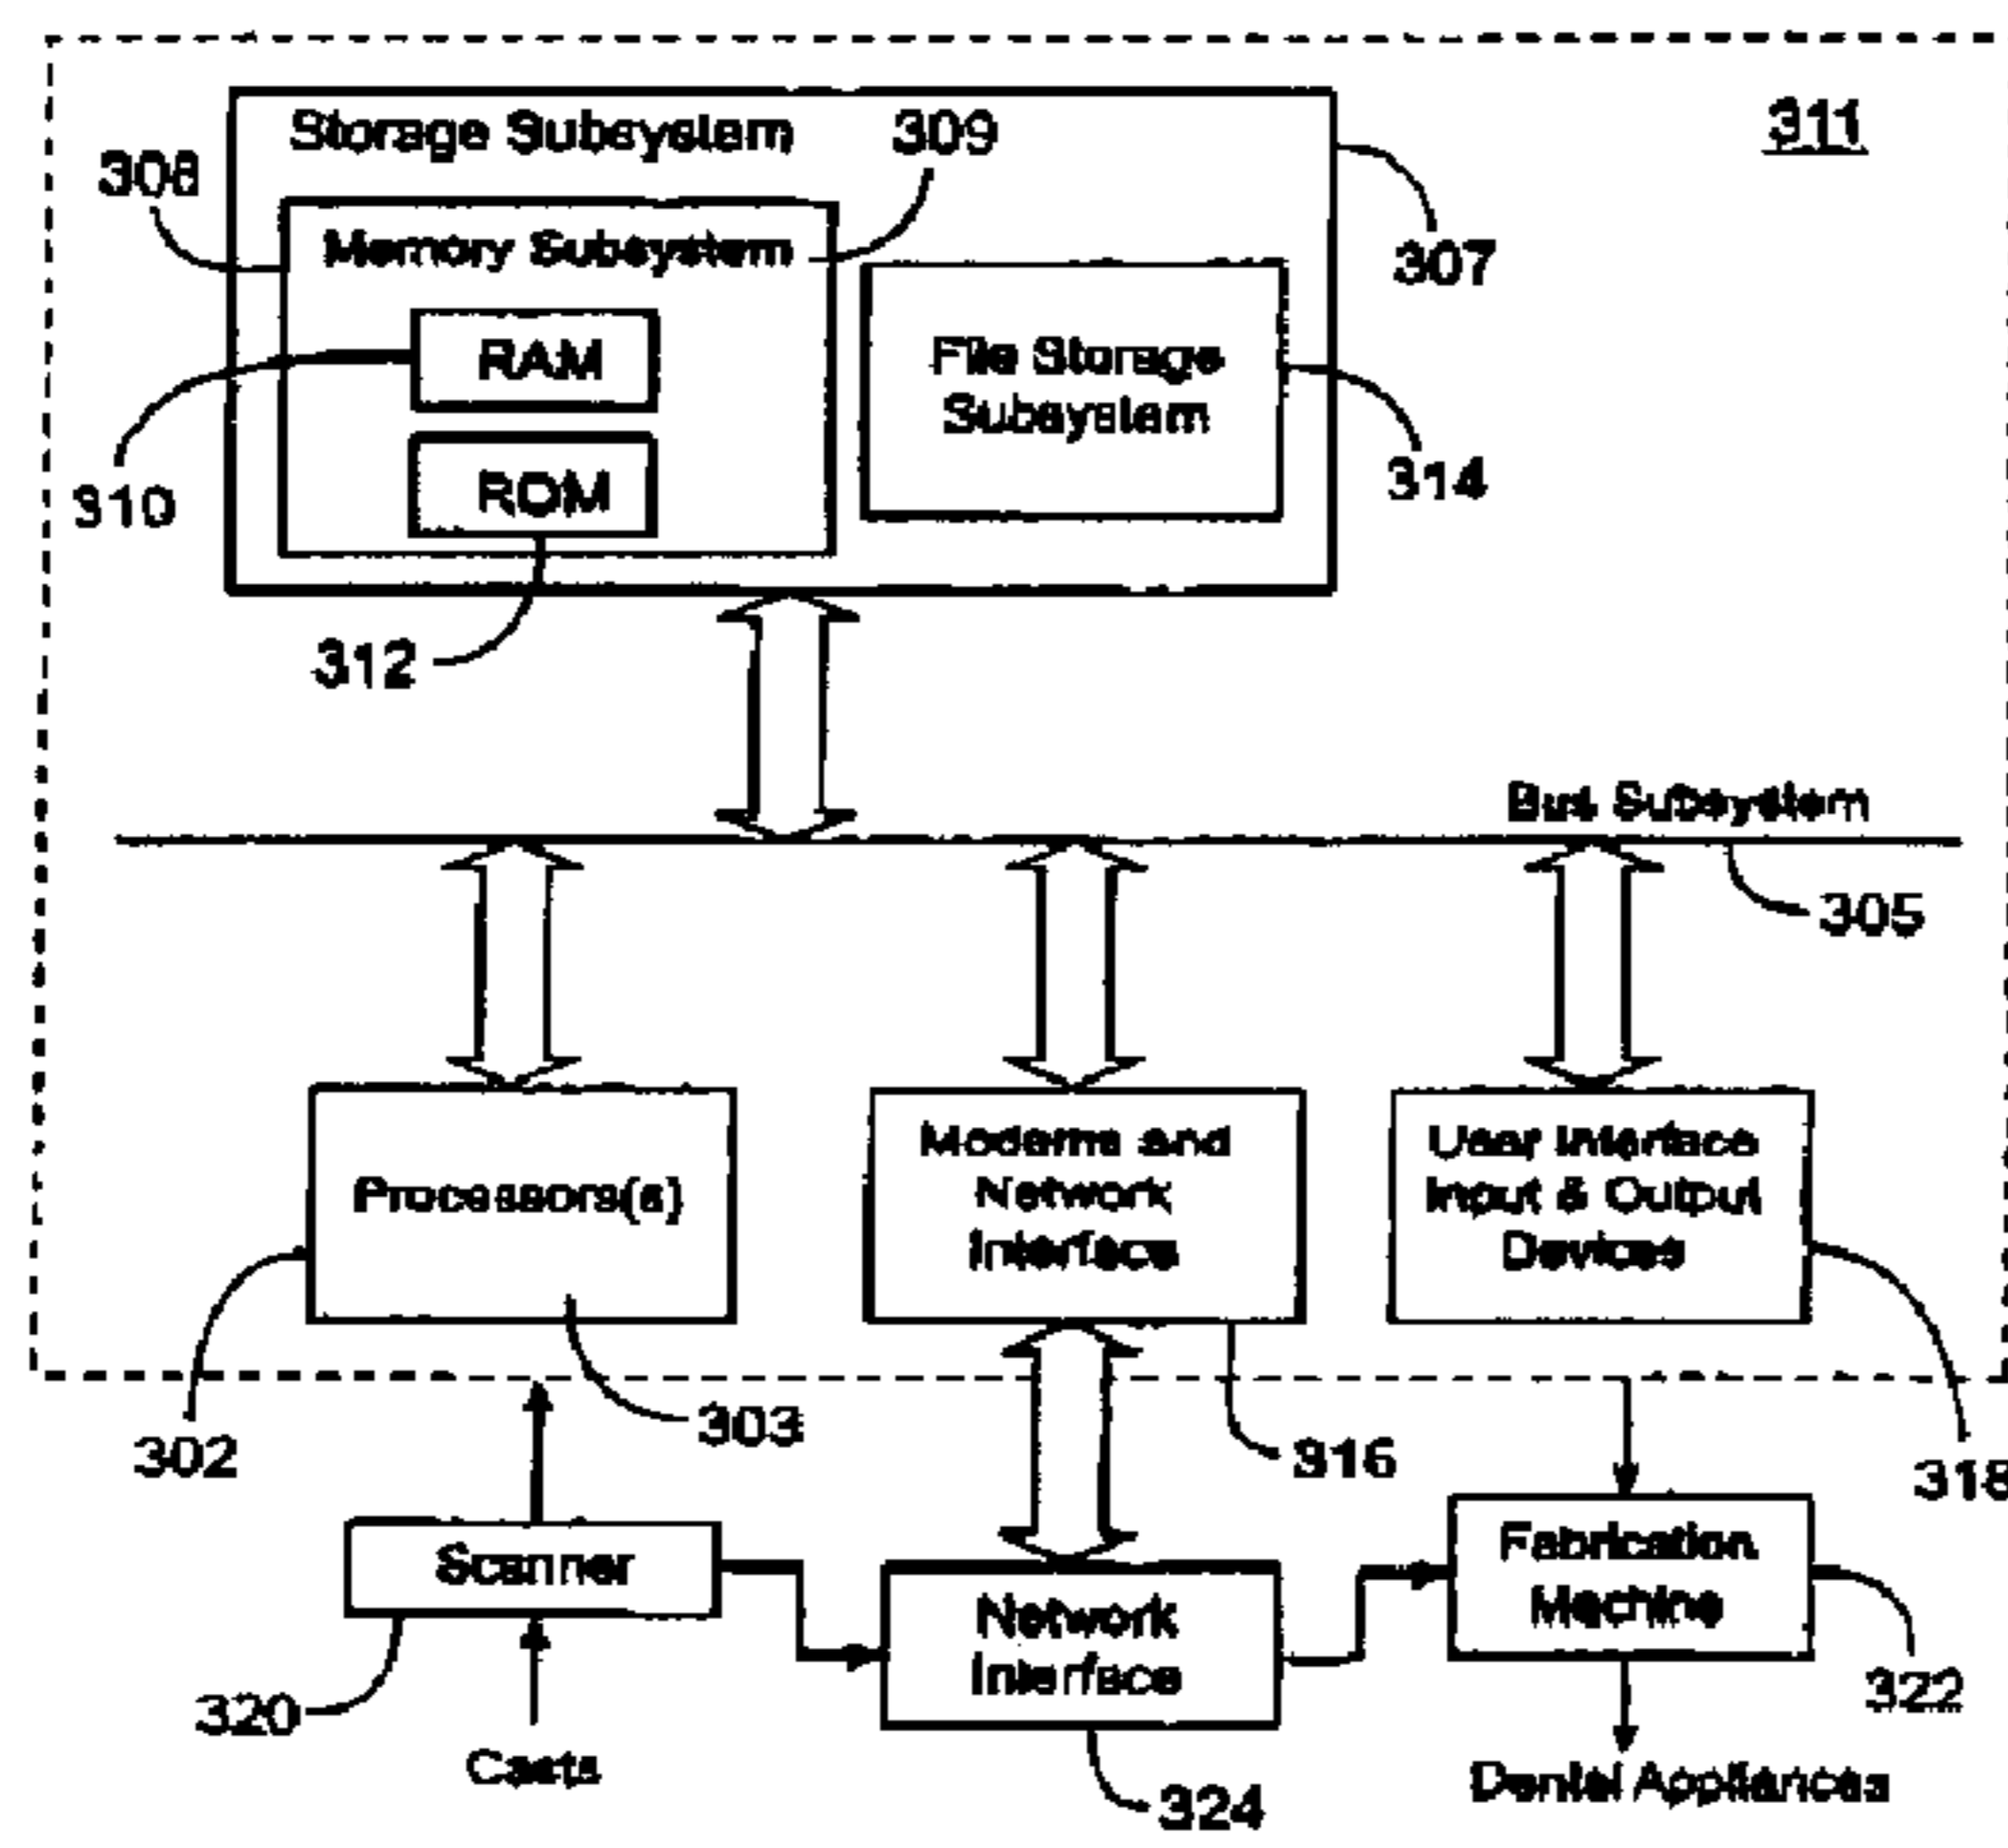 311
Storage Subsystem
309
308
Memory Subsystem
307
RAM
File Storage
Subsystem
314
310
ROM
312
Bus Subsystem
305
Processors(s)
Modems and
Network
Interface
User Interface
Input & Output
Devices
302
303
316
318
Scanner
Fabrication
Machine
Network
Interface
320
322
Casts
324
Dental Appliances